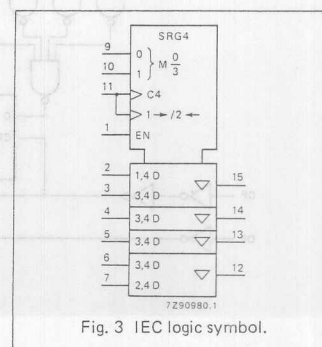 SRG4
9 0
10 1 } M 0/3
11 C4
1→/2←
1 EN
2 1,4 D 15
3 3,4 D
4 3,4 D 14
5 3,4 D 13
6 3,4 D 12
7 2,4 D
7Z90980.1
Fig. 3 IEC logic symbol.